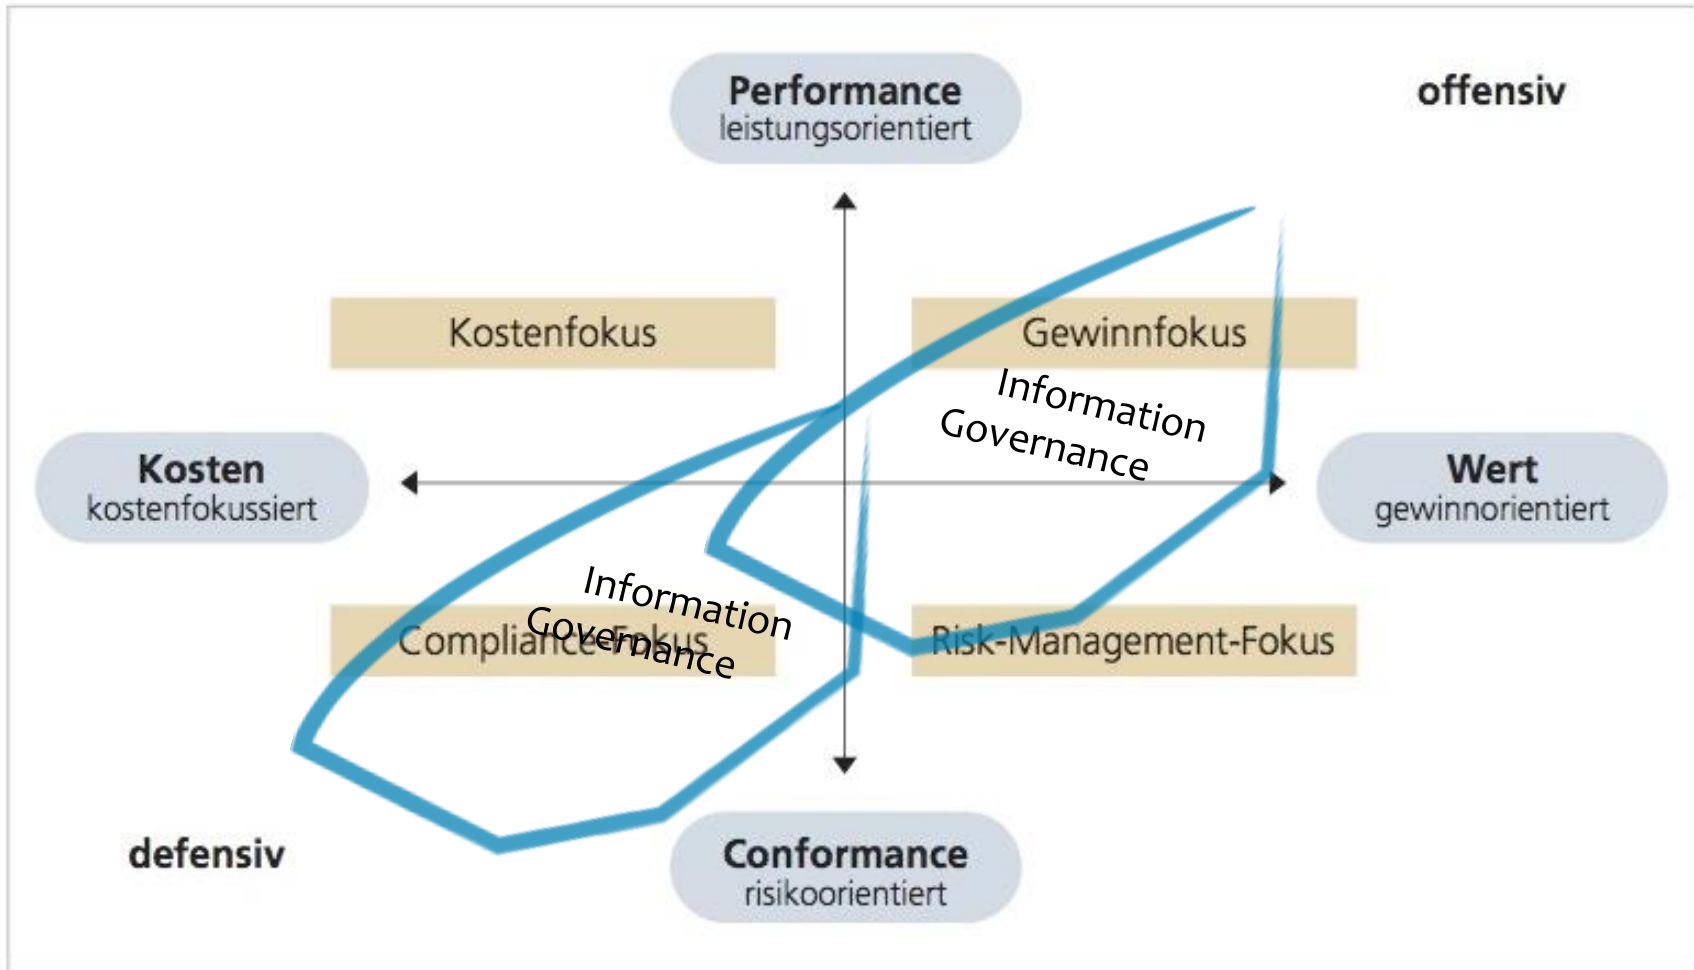 Performance
leistungsorientiert
offensiv
Kostenfokus
Gewinnfokus
Information
Governance
Kosten
kostenfokussiert
Wert
gewinnorientiert
Information
Governance
Compliance-Fokus
Risk-Management-Fokus
defensiv
Conformance
risikoorientiert